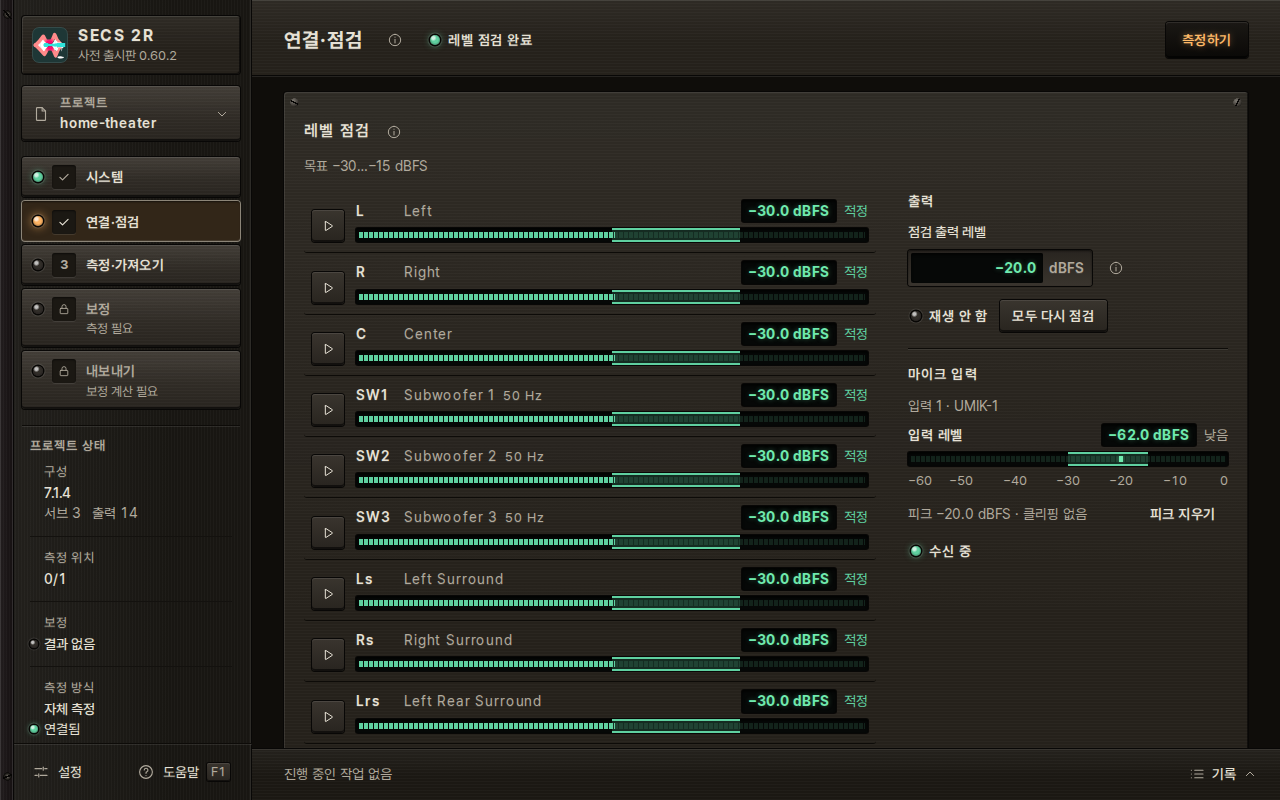 SECS 2R
사전 출시판 0.60.2
프로젝트
home-theater
시스템
연결·점검
3 측정·가져오기
보정
측정 필요
내보내기
보정 계산 필요
프로젝트 상태
구성
7.1.4
서브 3 출력 14
측정 위치
0/1
보정
결과 없음
측정 방식
자체 측정
연결됨
설정
도움말 F1
연결·점검
레벨 점검 완료
측정하기
레벨 점검
목표 −30…−15 dBFS
L Left −30.0 dBFS 적정
R Right −30.0 dBFS 적정
C Center −30.0 dBFS 적정
SW1 Subwoofer 1 50 Hz −30.0 dBFS 적정
SW2 Subwoofer 2 50 Hz −30.0 dBFS 적정
SW3 Subwoofer 3 50 Hz −30.0 dBFS 적정
Ls Left Surround −30.0 dBFS 적정
Rs Right Surround −30.0 dBFS 적정
Lrs Left Rear Surround −30.0 dBFS 적정
출력
점검 출력 레벨
−20.0 dBFS
재생 안 함 모두 다시 점검
마이크 입력
입력 1 · UMIK-1
입력 레벨 −62.0 dBFS 낮음
−60 −50 −40 −30 −20 −10 0
피크 −20.0 dBFS · 클리핑 없음 피크 지우기
수신 중
진행 중인 작업 없음
기록